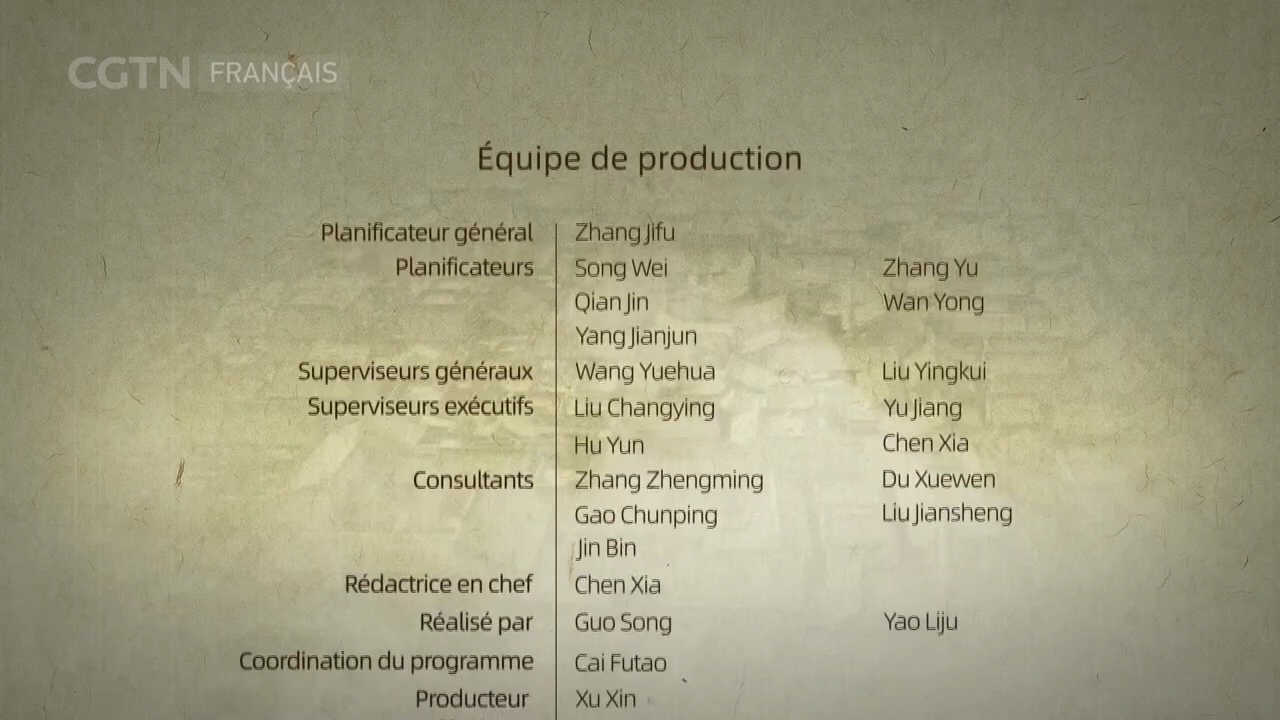 CGTN FRANÇAIS
Équipe de production
Planificateur général Zhang Jifu
Planificateurs Song Wei Zhang Yu
Qian Jin Wan Yong
Yang Jianjun
Superviseurs généraux Wang Yuehua Liu Yingkui
Superviseurs exécutifs Liu Changying Yu Jiang
Hu Yun Chen Xia
Consultants Zhang Zhengming Du Xuewen
Gao Chunping Liu Jiansheng
Jin Bin
Rédactrice en chef Chen Xia
Réalisé par Guo Song Yao Liju
Coordination du programme Cai Futao
Producteur Xu Xin